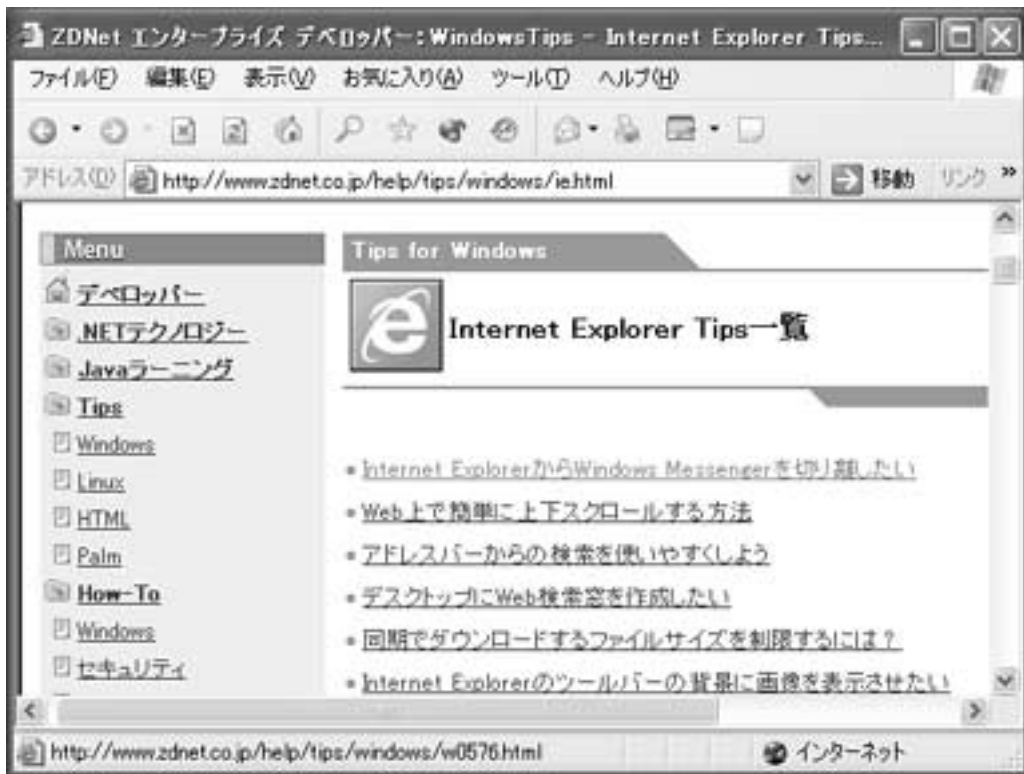 ZDNet エンタープライズ デベロッパー:WindowsTips - Internet Explorer Tips...
ファイル(F) 編集(E) 表示(V) お気に入り(A) ツール(T) ヘルプ(H)
アドレス(D) http://www.zdnet.co.jp/help/tips/windows/ie.html 移動 リンク »
Menu
デベロッパー
.NETテクノロジー
Javaラーニング
Tips
Windows
Linux
HTML
Palm
How-To
Windows
セキュリティ
Tips for Windows
Internet Explorer Tips一覧
Internet ExplorerからWindows Messengerを切り離したい
Web上で簡単に上下スクロールする方法
アドレスバーからの検索を使いやすくしよう
デスクトップにWeb検索窓を作成したい
同期でダウンロードするファイルサイズを制限するには?
Internet Explorerのツールバーの背景に画像を表示させたい
http://www.zdnet.co.jp/help/tips/windows/w0576.html インターネット